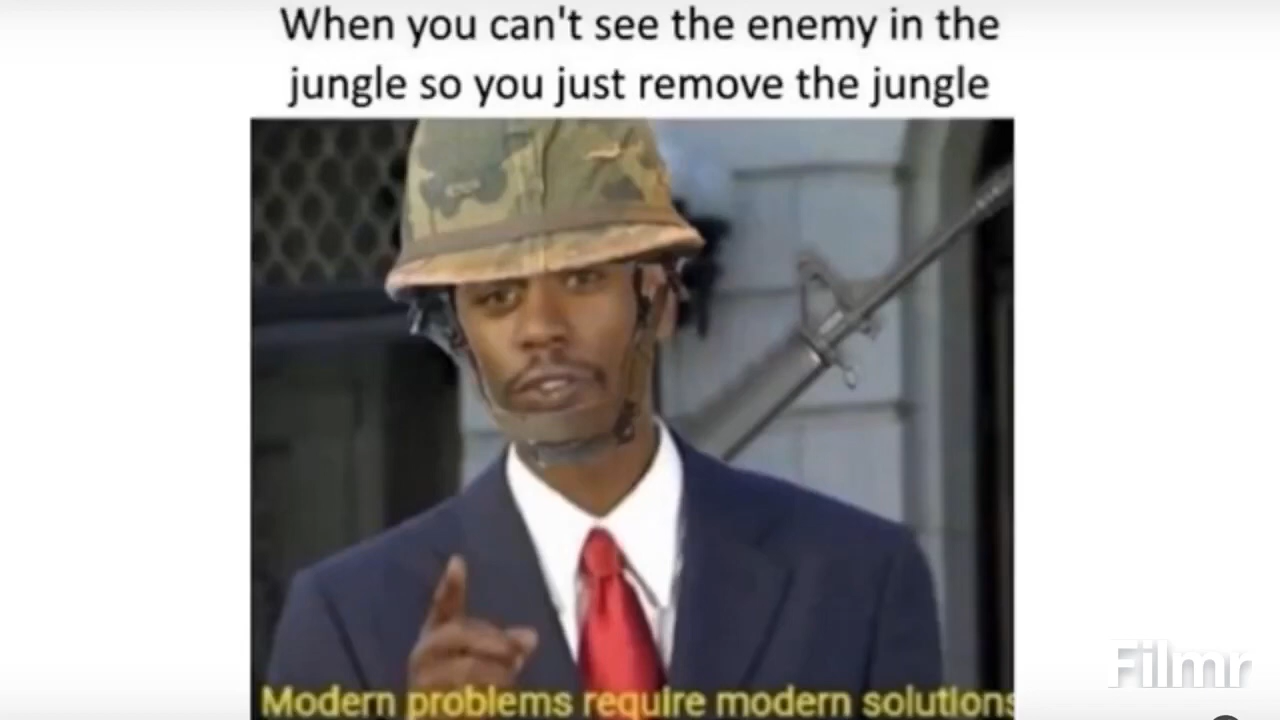 When you can't see the enemy in the
jungle so you just remove the jungle
Modern problems require modern solutions
Filmr